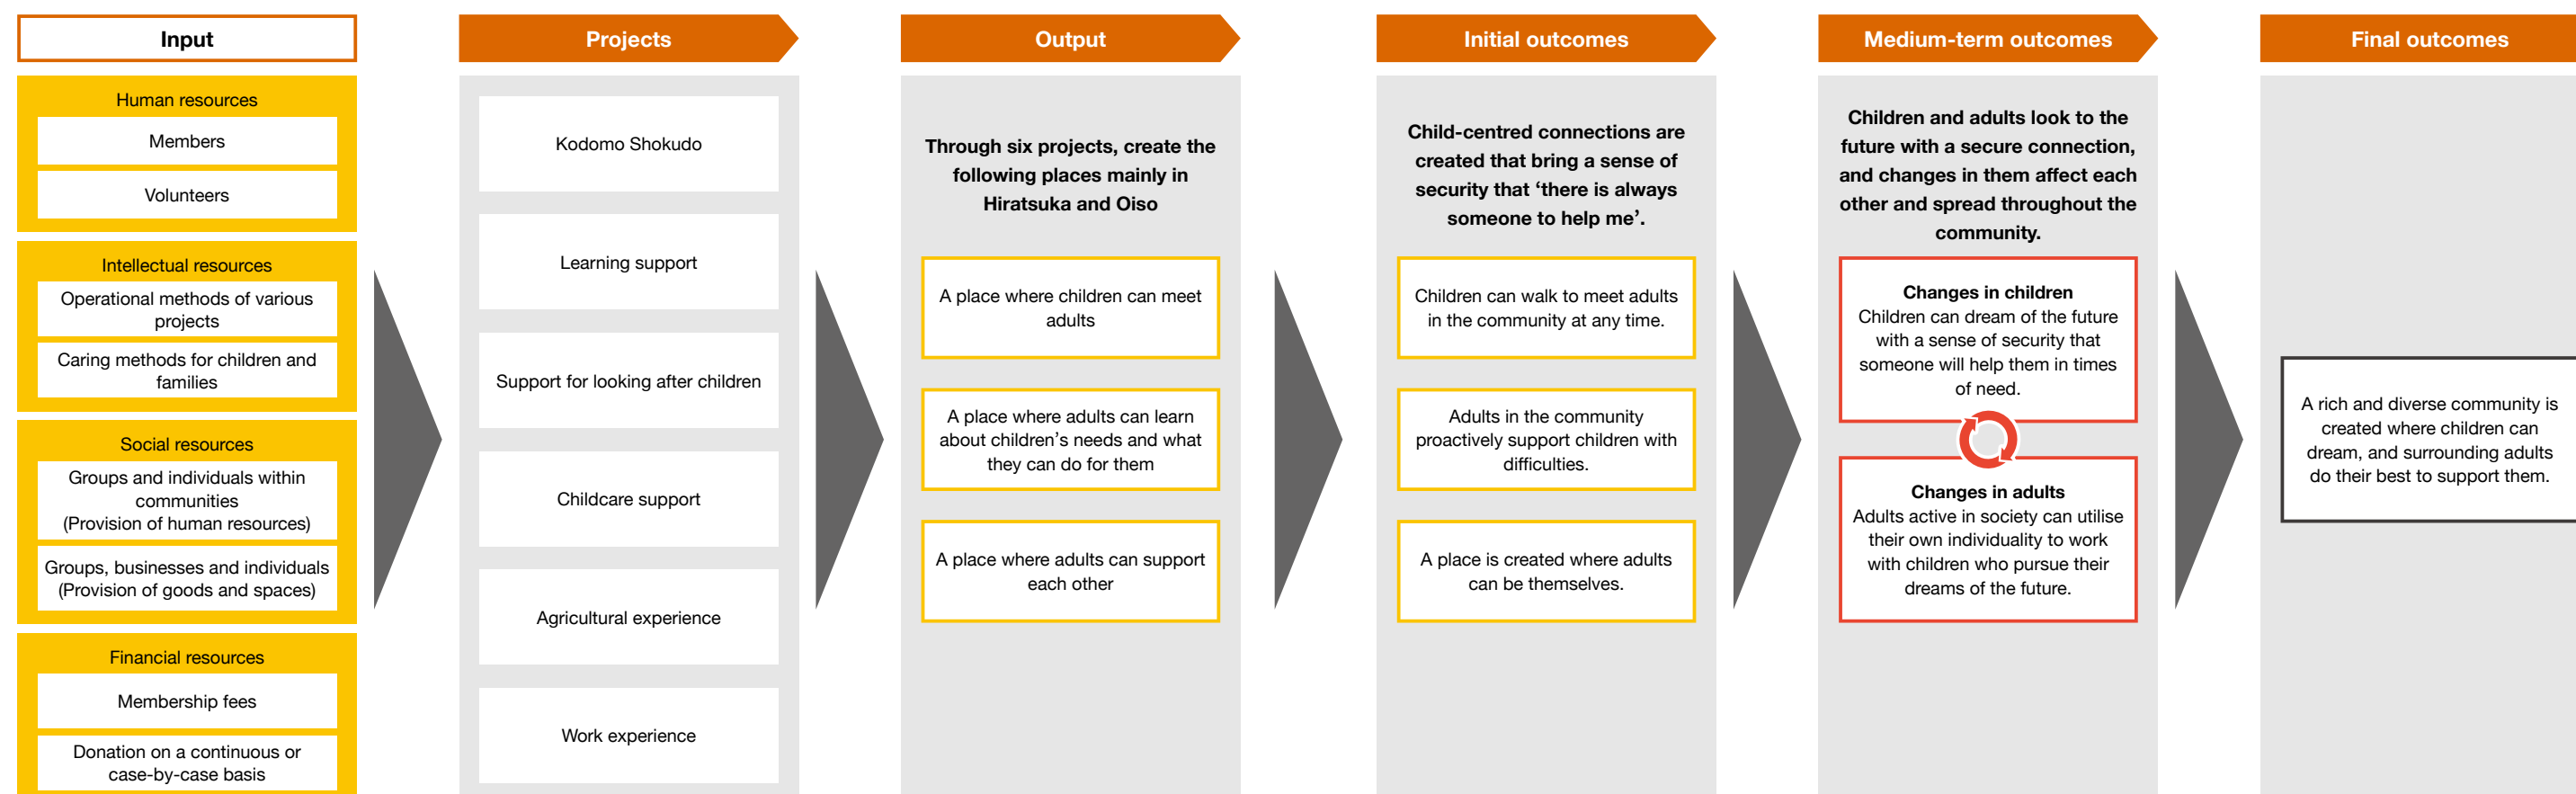 Input
Human resources
Members
Volunteers
Intellectual resources
Operational methods of various
projects
Caring methods for children and
families
Social resources
Groups and individuals within
communities
(Provision of human resources)
Groups, businesses and individuals
(Provision of goods and spaces)
Financial resources
Membership fees
Donation on a continuous or
case-by-case basis
Projects
Kodomo Shokudo
Learning support
Support for looking after children
Childcare support
Agricultural experience
Work experience
Output
Through six projects, create the
following places mainly in
Hiratsuka and Oiso
A place where children can meet
adults
A place where adults can learn
about children’s needs and what
they can do for them
A place where adults can support
each other
Initial outcomes
Child-centred connections are
created that bring a sense of
security that ‘there is always
someone to help me’.
Children can walk to meet adults
in the community at any time.
Adults in the community
proactively support children with
difficulties.
A place is created where adults
can be themselves.
Medium-term outcomes
Children and adults look to the
future with a secure connection,
and changes in them affect each
other and spread throughout the
community.
Changes in children
Children can dream of the future
with a sense of security that
someone will help them in times
of need.
Changes in adults
Adults active in society can utilise
their own individuality to work
with children who pursue their
dreams of the future.
Final outcomes
A rich and diverse community is
created where children can
dream, and surrounding adults
do their best to support them.